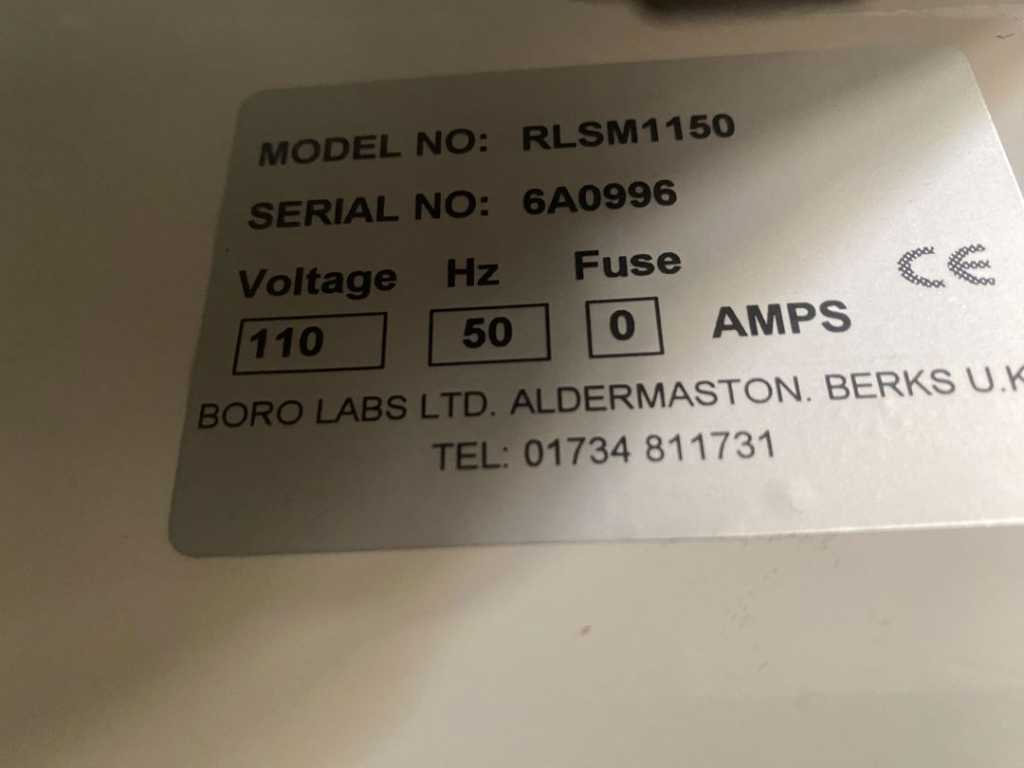 MODEL NO: RLSM1150
SERIAL NO: 6A0996
Voltage Hz Fuse
110 50 0 AMPS CE
BORO LABS LTD. ALDERMASTON. BERKS U.K
TEL: 01734 811731